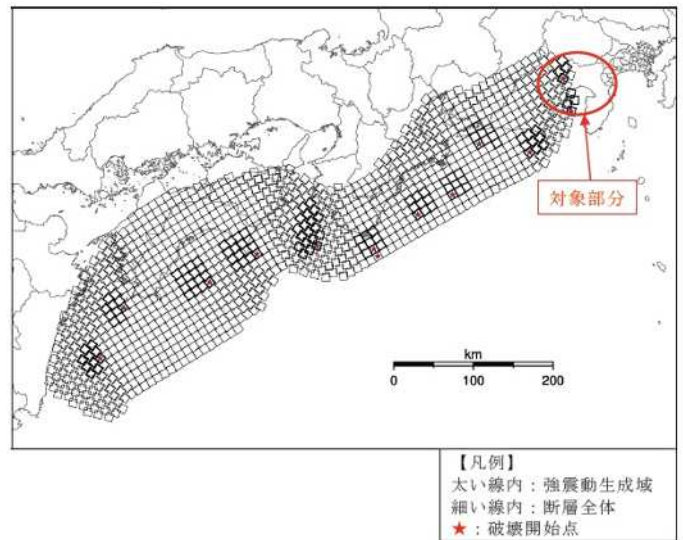 対象部分
km
0 100 200
【凡例】
太い線内：強震動生成域
細い線内：断層全体
★：破壊開始点